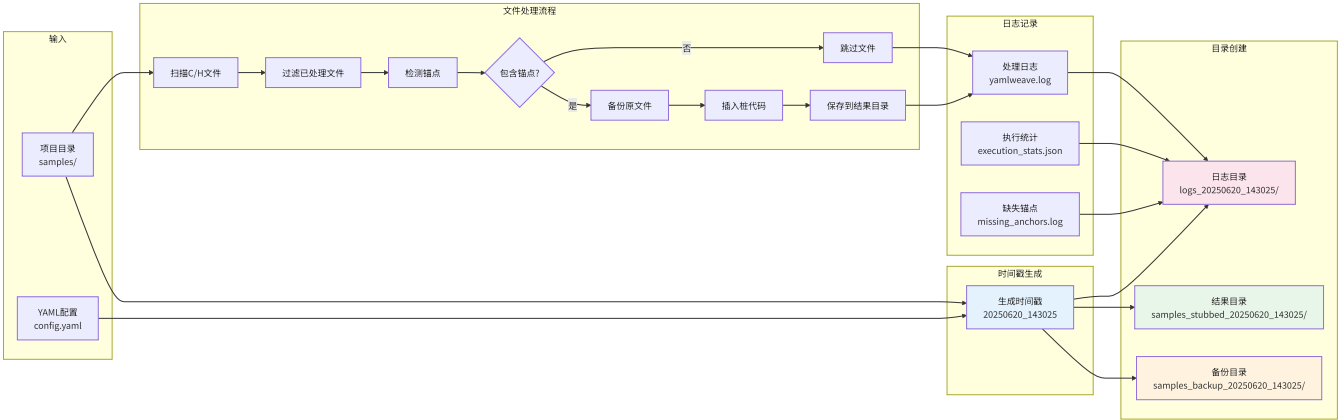 输入
项目目录
samples/
YAML配置
config.yaml
文件处理流程
扫描C/H文件
过滤已处理文件
检测锚点
包含锚点?
否
是
跳过文件
备份原文件
插入桩代码
保存到结果目录
日志记录
处理日志
yamlweave.log
执行统计
execution_stats.json
缺失锚点
missing_anchors.log
时间戳生成
生成时间戳
20250620_143025
目录创建
日志目录
logs_20250620_143025/
结果目录
samples_stubbed_20250620_143025/
备份目录
samples_backup_20250620_143025/